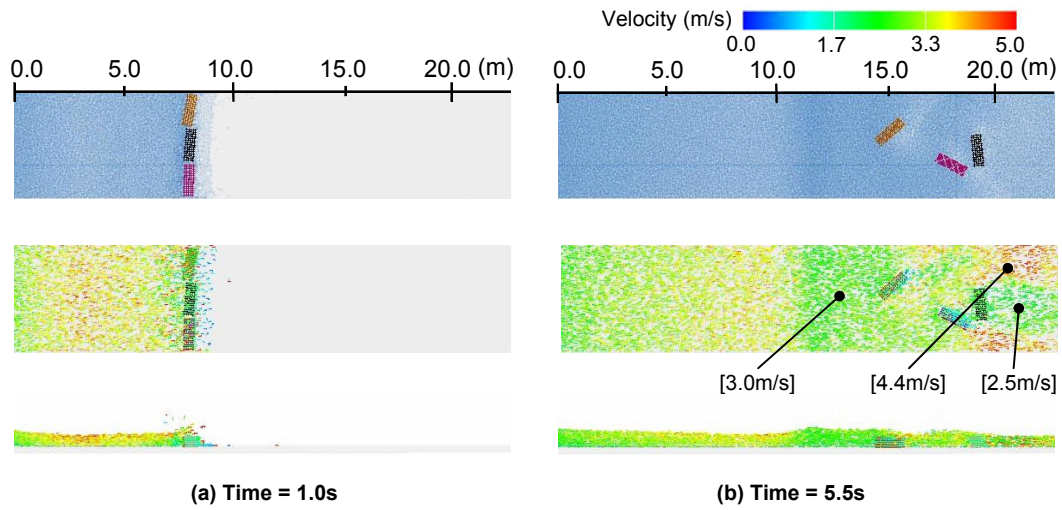 Velocity (m/s)
0.0 1.7 3.3 5.0
0.0 5.0 10.0 15.0 20.0 (m)
0.0 5.0 10.0 15.0 20.0 (m)
[3.0m/s] [4.4m/s] [2.5m/s]
(a) Time = 1.0s
(b) Time = 5.5s